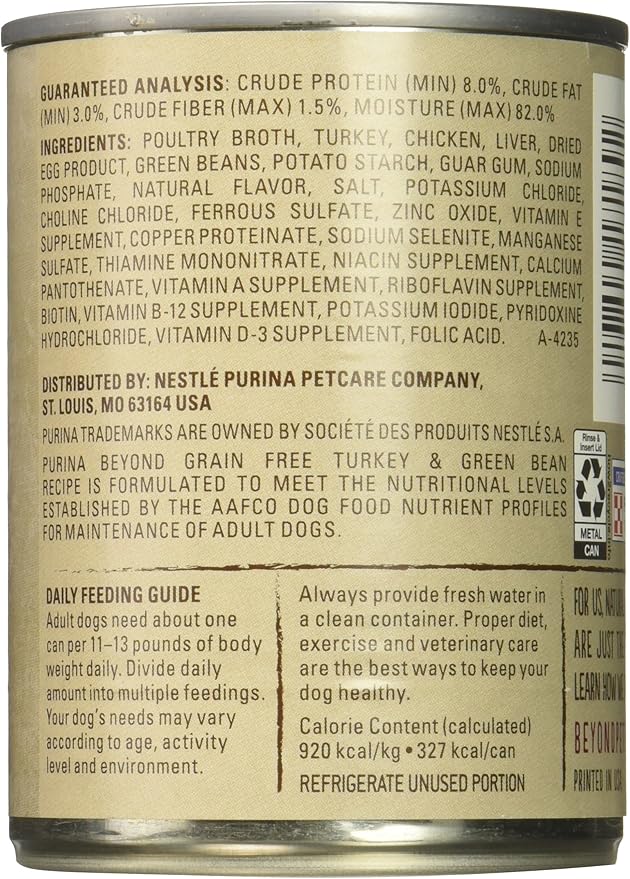 GUARANTEED ANALYSIS: CRUDE PROTEIN (MIN) 8.0%, CRUDE FAT
(MIN) 3.0%, CRUDE FIBER (MAX) 1.5%, MOISTURE (MAX) 82.0%
INGREDIENTS: POULTRY BROTH, TURKEY, CHICKEN, LIVER, DRIED
EGG PRODUCT, GREEN BEANS, POTATO STARCH, GUAR GUM, SODIUM
PHOSPHATE, NATURAL FLAVOR, SALT, POTASSIUM CHLORIDE,
CHOLINE CHLORIDE, FERROUS SULFATE, ZINC OXIDE, VITAMIN E
SUPPLEMENT, COPPER PROTEINATE, SODIUM SELENITE, MANGANESE
SULFATE, THIAMINE MONONITRATE, NIACIN SUPPLEMENT, CALCIUM
PANTOTHENATE, VITAMIN A SUPPLEMENT, RIBOFLAVIN SUPPLEMENT,
BIOTIN, VITAMIN B-12 SUPPLEMENT, POTASSIUM IODIDE, PYRIDOXINE
HYDROCHLORIDE, VITAMIN D-3 SUPPLEMENT, FOLIC ACID. A-4235
DISTRIBUTED BY: NESTLÉ PURINA PETCARE COMPANY,
ST. LOUIS, MO 63164 USA
PURINA TRADEMARKS ARE OWNED BY SOCIÉTÉ DES PRODUITS NESTLÉ S.A.
PURINA BEYOND GRAIN FREE TURKEY & GREEN BEAN
RECIPE IS FORMULATED TO MEET THE NUTRITIONAL LEVELS
ESTABLISHED BY THE AAFCO DOG FOOD NUTRIENT PROFILES
FOR MAINTENANCE OF ADULT DOGS.
Rinse &
Insert Lid
METAL
CAN
DAILY FEEDING GUIDE
Adult dogs need about one
can per 11–13 pounds of body
weight daily. Divide daily
amount into multiple feedings.
Your dog's needs may vary
according to age, activity
level and environment.
Always provide fresh water in
a clean container. Proper diet,
exercise and veterinary care
are the best ways to keep your
dog healthy.
Calorie Content (calculated)
920 kcal/kg • 327 kcal/can
REFRIGERATE UNUSED PORTION
FOR US, NATURA
ARE JUST TH
LEARN HOW WE
BEYONDPET
PRINTED IN USA